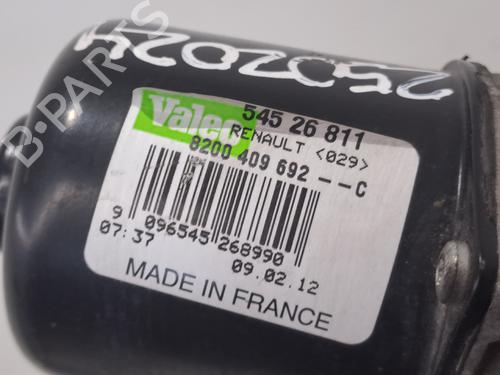 252024
B-PARTS
Valeo
545 26 811
RENAULT <029>
8200 409 692 --C
9 096545 268990
07:37
09.02.12
MADE IN FRANCE